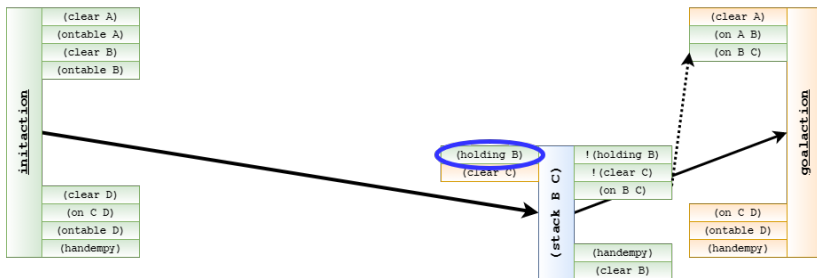 initaction
(clear A)
(ontable A)
(clear B)
(ontable B)
(clear D)
(on C D)
(ontable D)
(handempy)
(holding B)
(clear C)
(stack B C)
!(holding B)
!(clear C)
(on B C)
(handempy)
(clear B)
(clear A)
(on A B)
(on B C)
(on C D)
(ontable D)
(handempy)
goalaction